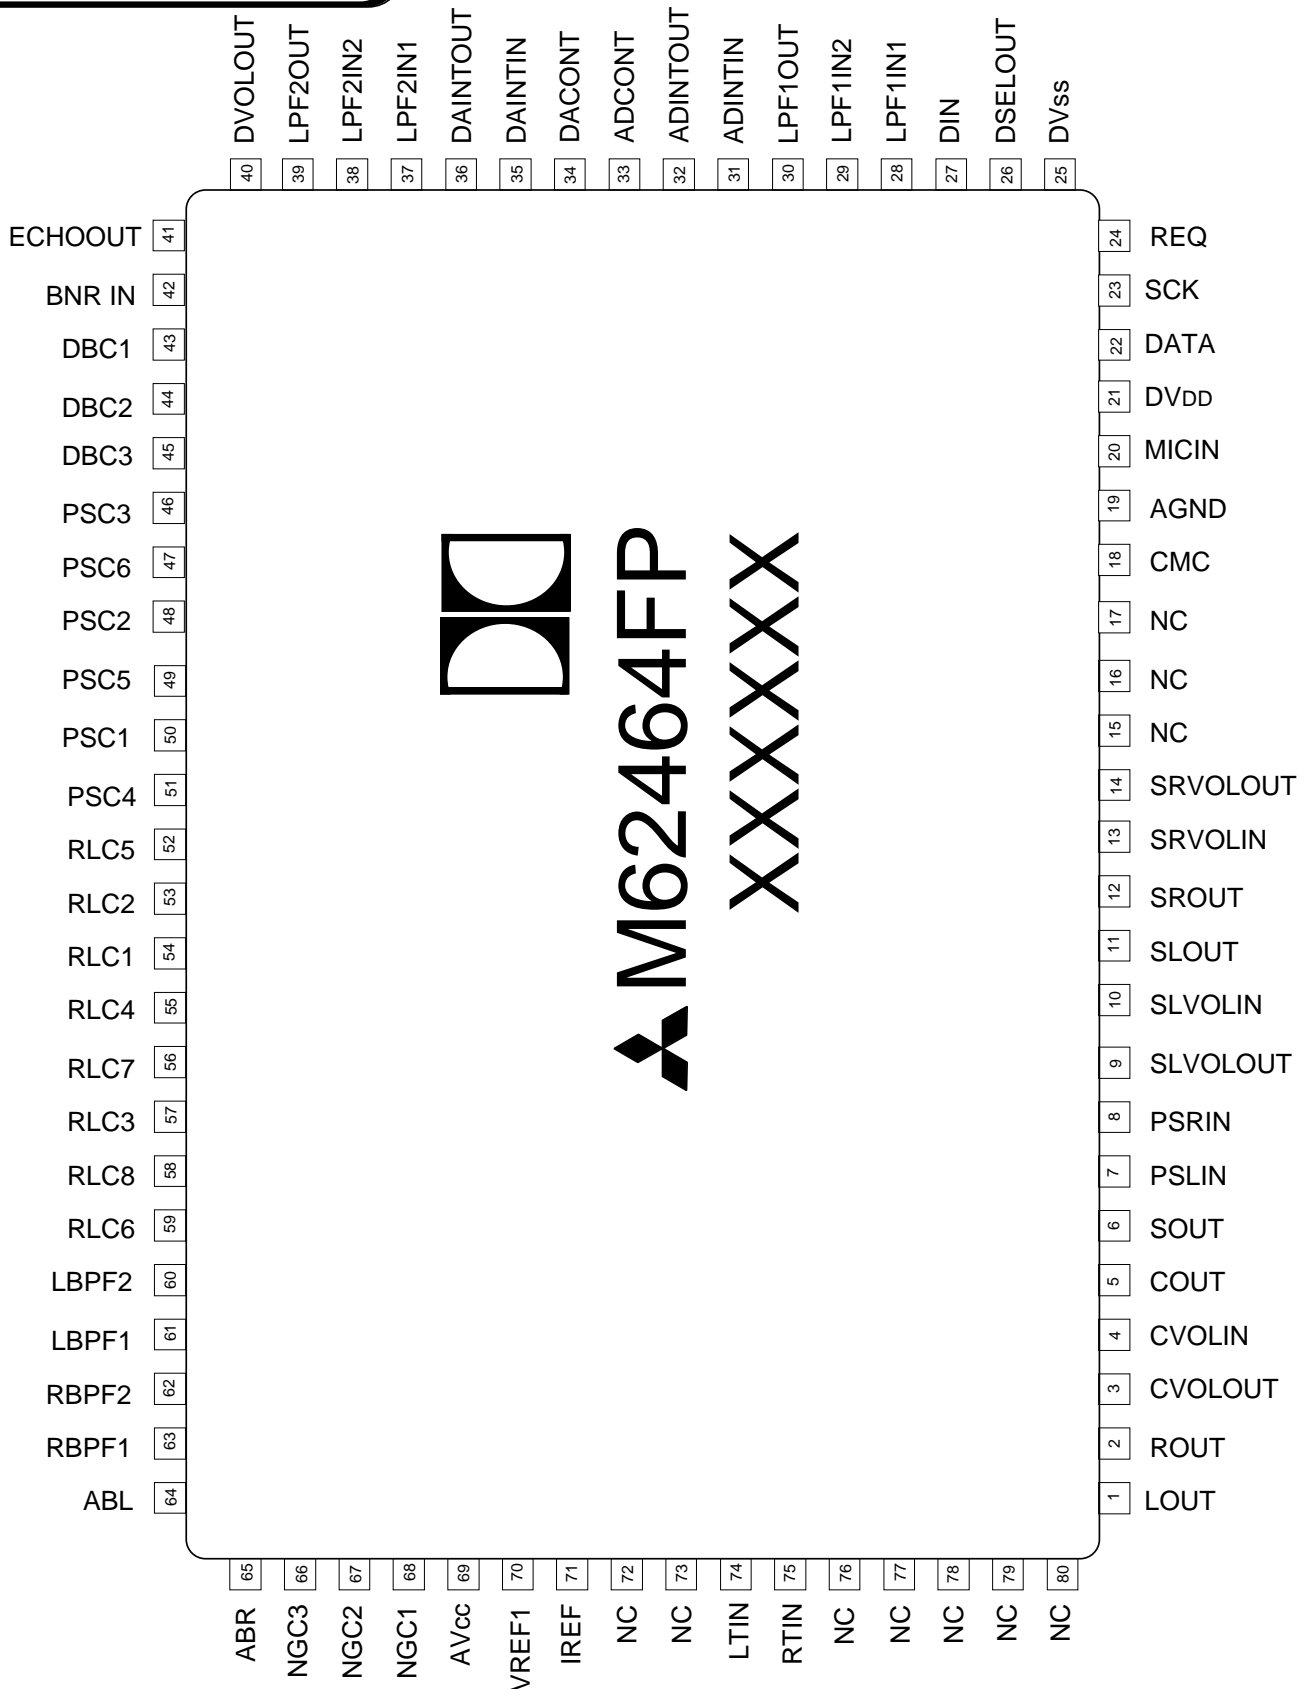 DVOLOUT LPF2OUT LPF2IN2 LPF2IN1 DAINTOUT DAINTIN DACONT ADCONT ADINTOUT ADINTIN LPF1OUT LPF1IN2 LPF1IN1 DIN DSELOUT DVss
40 39 38 37 36 35 34 33 32 31 30 29 28 27 26 25
ECHOOUT 41
BNR IN 42
DBC1 43
DBC2 44
DBC3 45
PSC3 46
PSC6 47
PSC2 48
PSC5 49
PSC1 50
PSC4 51
RLC5 52
RLC2 53
RLC1 54
RLC4 55
RLC7 56
RLC3 57
RLC8 58
RLC6 59
LBPF2 60
LBPF1 61
RBPF2 62
RBPF1 63
ABL 64
M62464FP
XXXXXX
24 REQ
23 SCK
22 DATA
21 DVDD
20 MICIN
19 AGND
18 CMC
17 NC
16 NC
15 NC
14 SRVOLOUT
13 SRVOLIN
12 SROUT
11 SLOUT
10 SLVOLIN
9 SLVOLOUT
8 PSRIN
7 PSLIN
6 SOUT
5 COUT
4 CVOLIN
3 CVOLOUT
2 ROUT
1 LOUT
65 66 67 68 69 70 71 72 73 74 75 76 77 78 79 80
ABR NGC3 NGC2 NGC1 AVcc VREF1 IREF NC NC LTIN RTIN NC NC NC NC NC